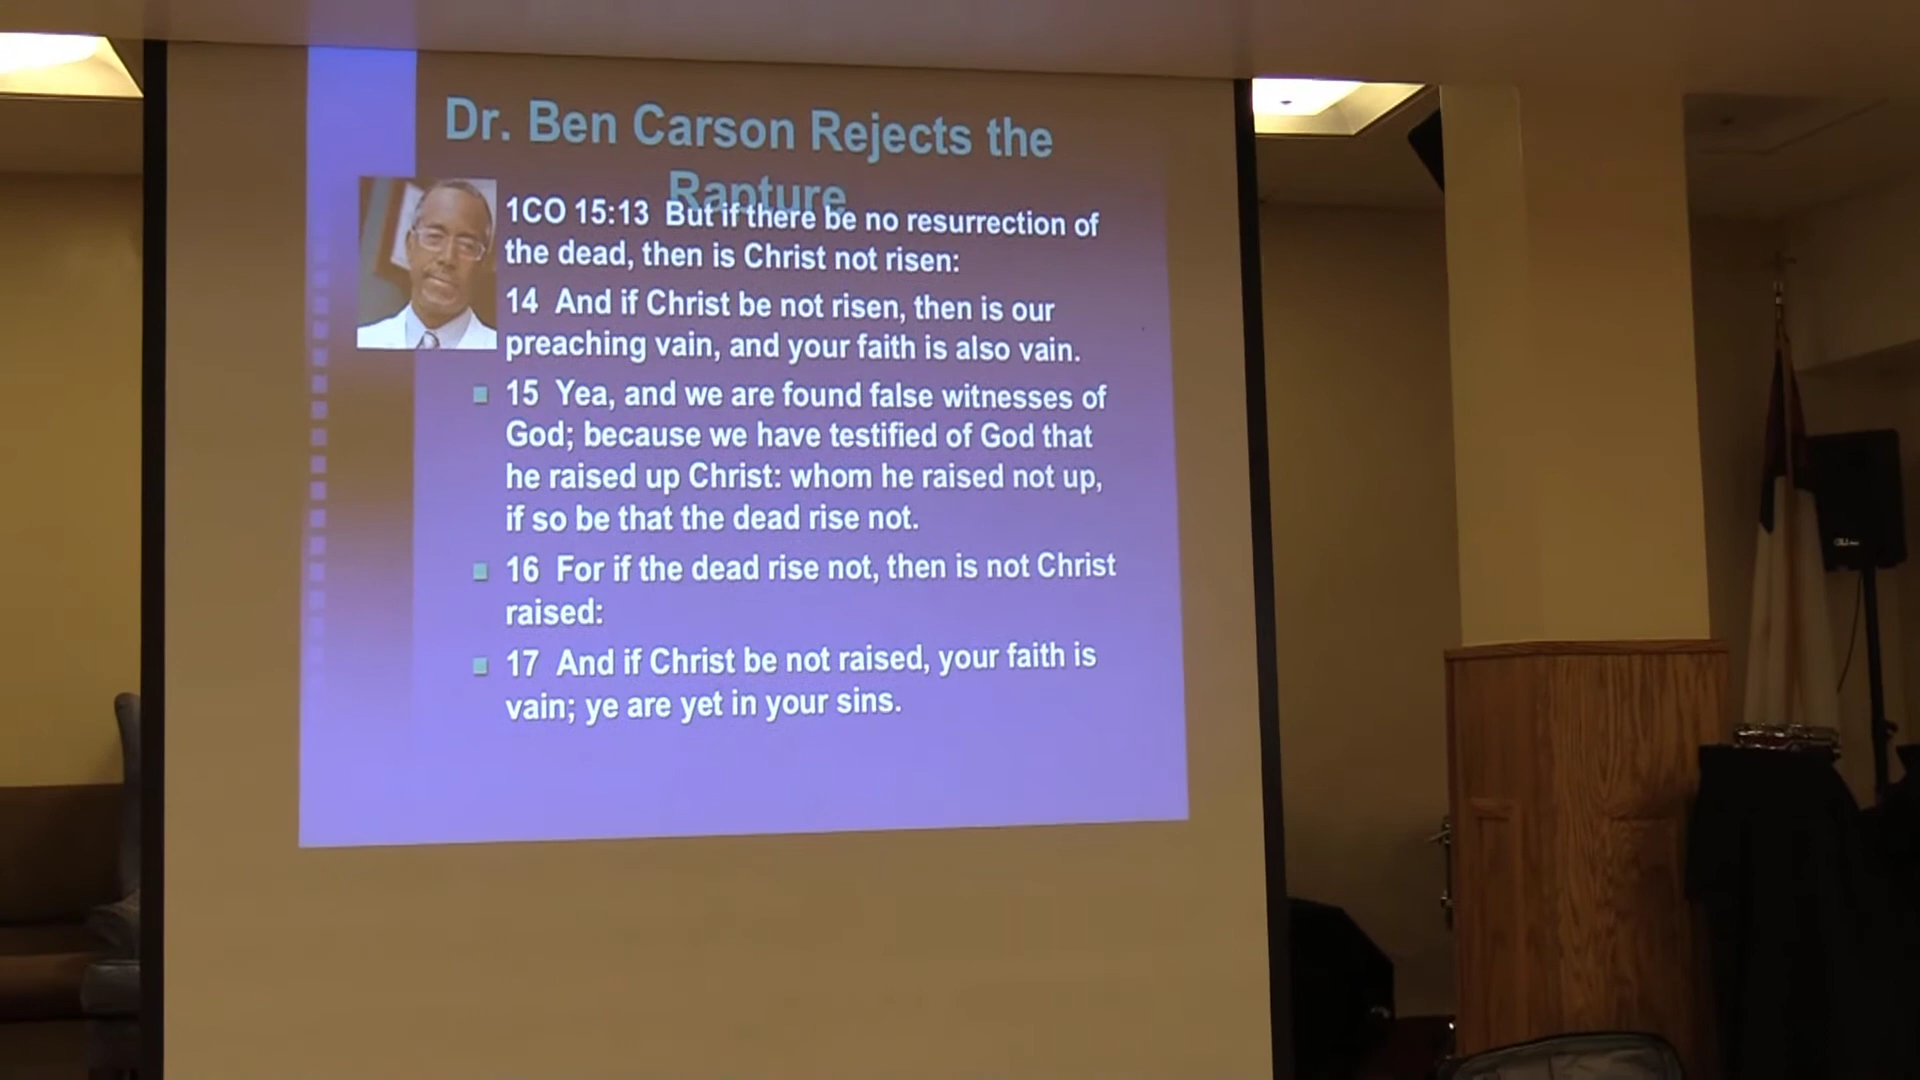 Dr. Ben Carson Rejects the
Rapture
1CO 15:13 But if there be no resurrection of
the dead, then is Christ not risen:
14 And if Christ be not risen, then is our
preaching vain, and your faith is also vain.
15 Yea, and we are found false witnesses of
God; because we have testified of God that
he raised up Christ: whom he raised not up,
if so be that the dead rise not.
16 For if the dead rise not, then is not Christ
raised:
17 And if Christ be not raised, your faith is
vain; ye are yet in your sins.